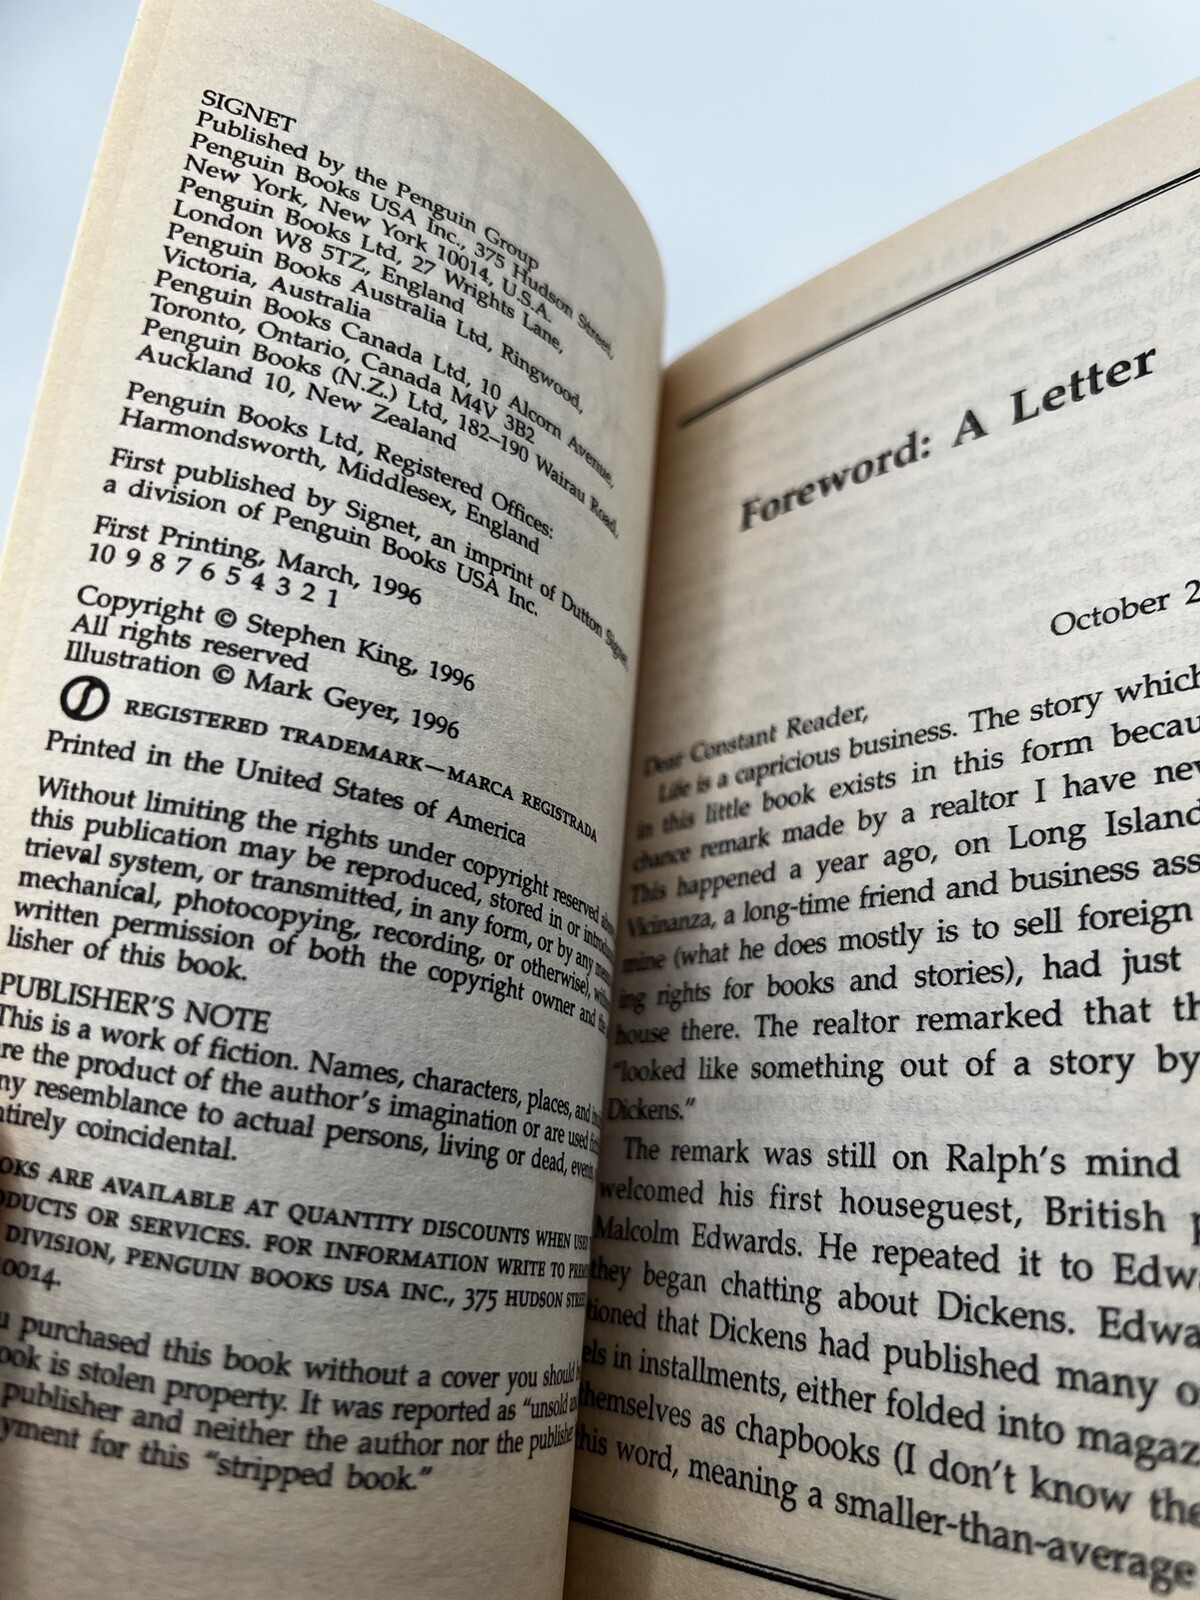 SIGNET
Published by the Penguin Group
Penguin Books USA Inc., 375 Hudson Street,
New York, New York 10014, U.S.A.
Penguin Books Ltd, 27 Wrights Lane,
London W8 5TZ, England
Penguin Books Australia Ltd, Ringwood,
Victoria, Australia
Penguin Books Canada Ltd, 10 Alcorn Avenue,
Toronto, Ontario, Canada M4V 3B2
Penguin Books (N.Z.) Ltd, 182–190 Wairau Road,
Auckland 10, New Zealand
Penguin Books Ltd, Registered Offices:
Harmondsworth, Middlesex, England
First published by Signet, an imprint of Dutton Signet,
a division of Penguin Books USA Inc.
First Printing, March, 1996
10 9 8 7 6 5 4 3 2 1
Copyright © Stephen King, 1996
All rights reserved
Illustration © Mark Geyer, 1996
REGISTERED TRADEMARK—MARCA REGISTRADA
Printed in the United States of America
Without limiting the rights under copyright reserved
this publication may be reproduced, stored in or
trieval system, or transmitted, in any form, or by any
mechanical, photocopying, recording, or otherwise),
written permission of both the copyright owner and the
lisher of this book.
PUBLISHER'S NOTE
This is a work of fiction. Names, characters, places, and
re the product of the author's imagination or are used
ny resemblance to actual persons, living or dead,
ntirely coincidental.
OKS ARE AVAILABLE AT QUANTITY DISCOUNTS WHEN USED
DUCTS OR SERVICES. FOR INFORMATION WRITE TO
DIVISION, PENGUIN BOOKS USA INC., 375 HUDSON
10014.
u purchased this book without a cover you should
ook is stolen property. It was reported as "unsold
publisher and neither the author nor the publisher
yment for this "stripped book."
Foreword: A Letter
October 2
Dear Constant Reader,
Life is a capricious business. The story which
in this little book exists in this form becau
chance remark made by a realtor I have nev
This happened a year ago, on Long Island
Vicinanza, a long-time friend and business ass
mine (what he does mostly is to sell foreign
ing rights for books and stories), had just
house there. The realtor remarked that th
"looked like something out of a story by
Dickens."
The remark was still on Ralph's mind
welcomed his first houseguest, British p
Malcolm Edwards. He repeated it to Edw
they began chatting about Dickens. Edwa
tioned that Dickens had published many o
els in installments, either folded into magaz
themselves as chapbooks (I don't know the
this word, meaning a smaller-than-average